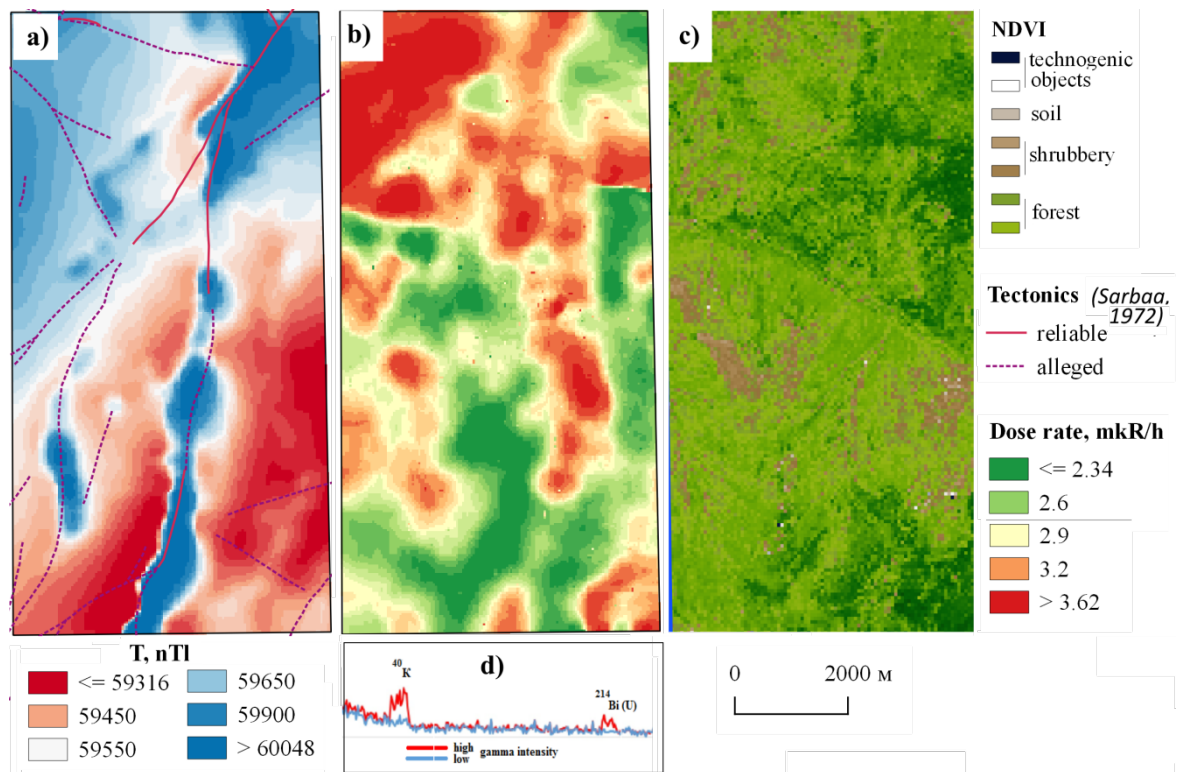 a)
b)
c)
NDVI
technogenic
objects
soil
shrubbery
forest
Tectonics (Sarbaa,
1972)
reliable
alleged
Dose rate, mkR/h
<= 2.34
2.6
2.9
3.2
> 3.62
T, nTl
<= 59316
59450
59550
59650
59900
> 60048
d)
40
K
214
Bi (U)
high
low
gamma intensity
0 2000 м